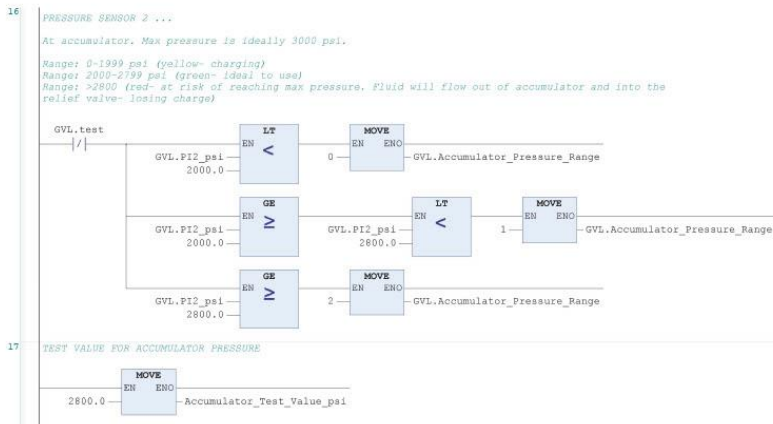 16
PRESSURE SENSOR 2 ...
At accumulator. Max pressure is ideally 3000 psi.
Range: 0-1999 psi (yellow- charging)
Range: 2000-2799 psi (green- ideal to use)
Range: >2800 (red- at risk of reaching max pressure. Fluid will flow out of accumulator and into the
relief valve- losing charge)
GVL.test
LT
MOVE
EN
<
EN ENO
GVL.PI2_psi
0
GVL.Accumulator_Pressure_Range
2000.0
GE
LT
MOVE
EN
≥
EN
<
EN ENO
GVL.PI2_psi
GVL.PI2_psi
1
GVL.Accumulator_Pressure_Range
2000.0
2800.0
GE
MOVE
EN
≥
EN ENO
GVL.PI2_psi
2
GVL.Accumulator_Pressure_Range
2800.0
17
TEST VALUE FOR ACCUMULATOR PRESSURE
MOVE
EN ENO
2800.0
Accumulator_Test_Value_psi